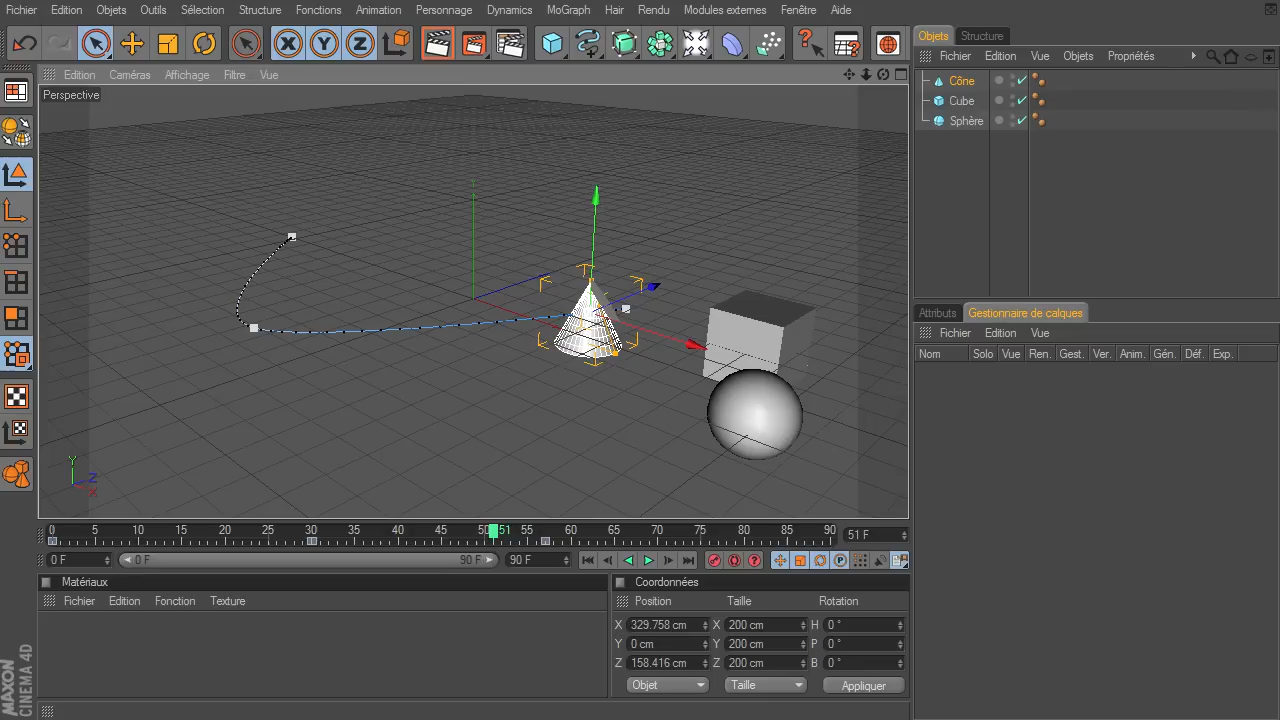 Fichier Edition Objets Outils Sélection Structure Fonctions Animation Personnage Dynamics MoGraph Hair Rendu Modules externes Fenêtre Aide
Objets Structure
Fichier Edition Vue Objets Propriétés
Edition Caméras Affichage Filtre Vue
Perspective
Cône
Cube
Sphère
Attributs Gestionnaire de calques
Fichier Edition Vue
Nom Solo Vue Ren. Gest. Ver. Anim. Gén. Déf. Exp.
Y
Z
X
0 5 10 15 20 25 30 35 40 45 50 51 55 60 65 70 75 80 85 90 51 F
0 F 0 F 90 F 90 F
Matériaux
Fichier Edition Fonction Texture
Coordonnées
Position Taille Rotation
X 329.758 cm X 200 cm H 0 °
Y 0 cm Y 200 cm P 0 °
Z 158.416 cm Z 200 cm B 0 °
Objet Taille Appliquer
MAXON
CINEMA 4D